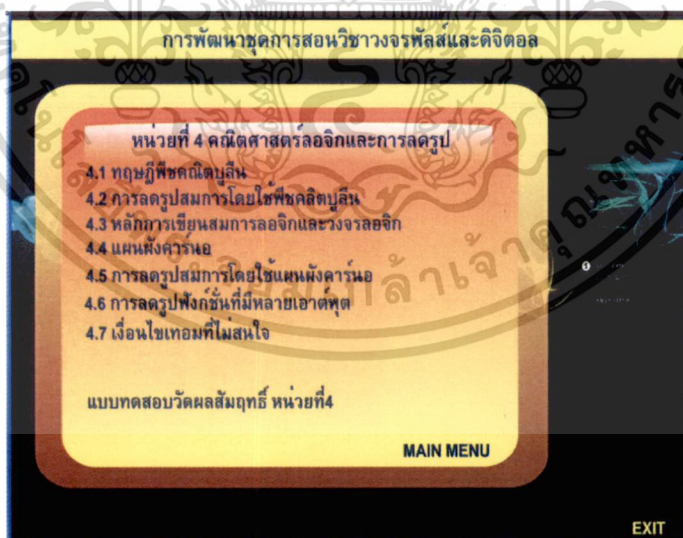 การพัฒนาชุดการสอนวิชาวงจรพัลส์และดิจิตอล
หน่วยที่ 4 คณิตศาสตร์ลอจิกและการลดรูป
4.1 ทฤษฎีพีชคณิตบูลีน
4.2 การลดรูปสมการโดยใช้พีชคลิตบูลีน
4.3 หลักการเขียนสมการลอจิกและวงจรลอจิก
4.4 แผนผังคาร์นอ
4.5 การลดรูปสมการโดยใช้แผนผังคาร์นอ
4.6 การลดรูปฟังก์ชั่นที่มีหลายเอาต์พุต
4.7 เงื่อนไขเทอมที่ไม่สนใจ
แบบทดสอบวัดผลสัมฤทธิ์ หน่วยที่4
MAIN MENU
EXIT